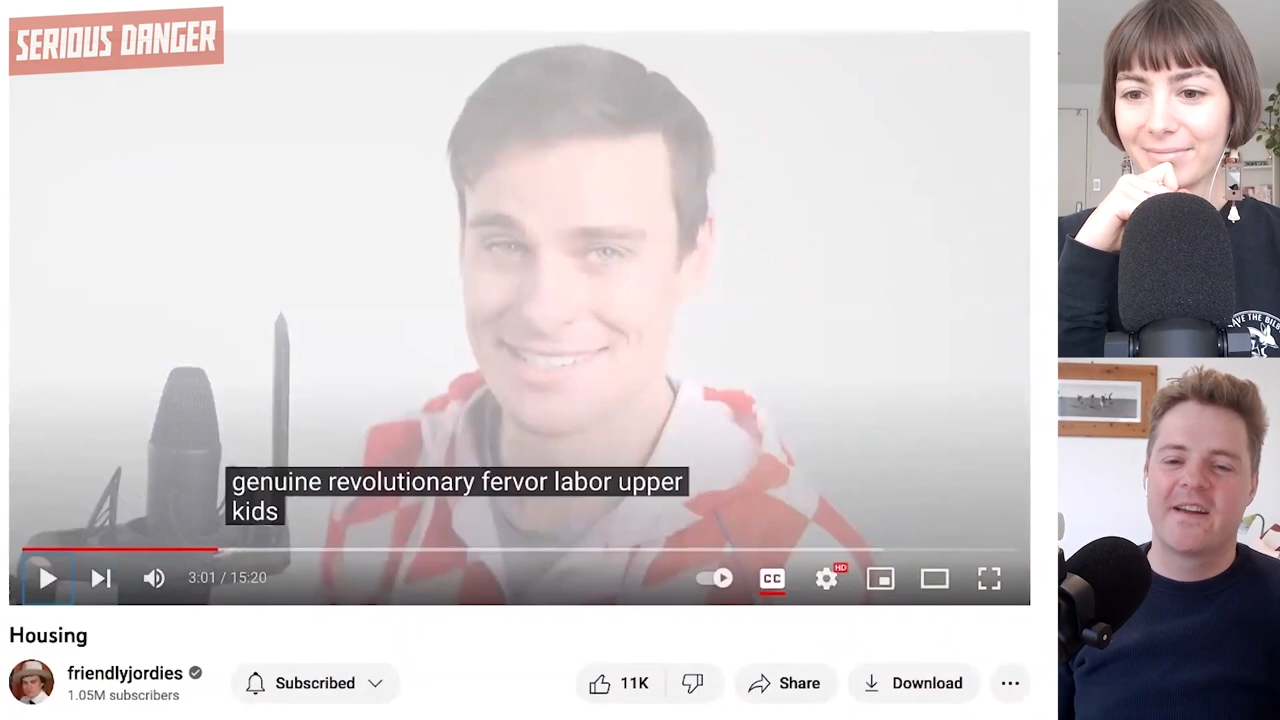 SERIOUS DANGER
genuine revolutionary fervor labor upper
kids
3:01 / 15:20
CC
HD
Housing
friendlyjordies
1.05M subscribers
Subscribed
11K
Share
Download